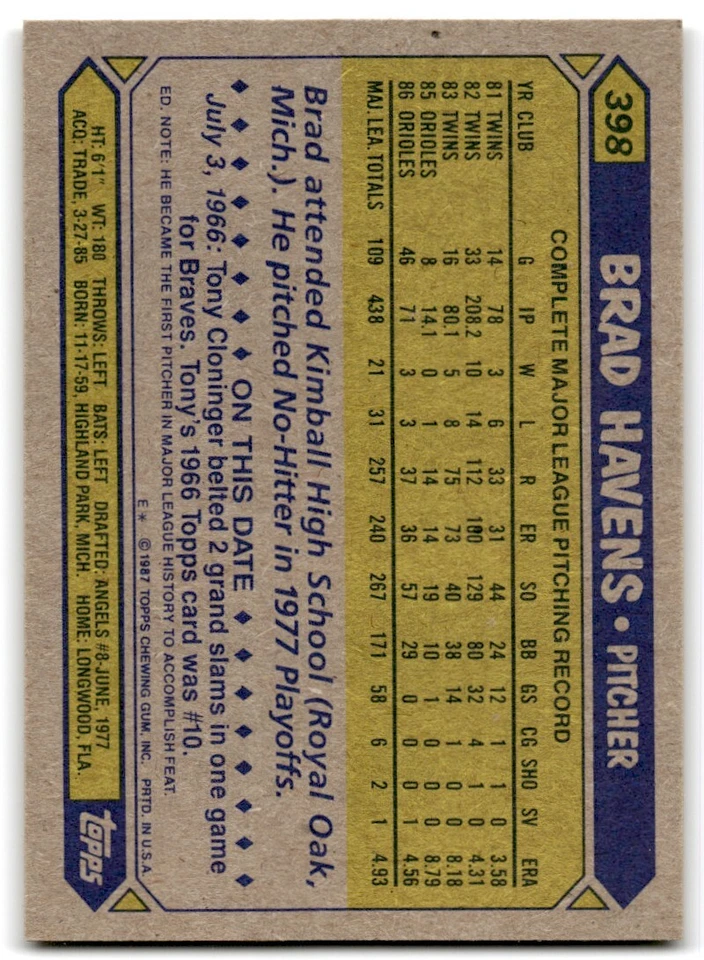 398 BRAD HAVENS • PITCHER
COMPLETE MAJOR LEAGUE PITCHING RECORD
YR CLUB G IP W L R ER SO BB GS CG SHO SV ERA
81 TWINS 14 78 3 6 33 31 44 24 12 1 1 0 3.58
82 TWINS 33 208.2 10 14 112 100 129 80 32 4 1 0 4.31
83 TWINS 16 80.1 5 8 75 73 40 38 14 1 0 0 8.18
85 ORIOLES 8 14.1 0 1 14 14 19 10 1 0 0 0 8.79
86 ORIOLES 46 71 3 3 37 36 57 29 0 0 0 1 4.56
MAJ. LEA. TOTALS 109 438 21 31 257 240 267 171 58 6 2 1 4.93
Brad attended Kimball High School (Royal Oak,
Mich.). He pitched No-Hitter in 1977 Playoffs.
◆ ◆ ◆ ◆ ◆ ◆ ◆ ON THIS DATE ◆ ◆ ◆ ◆ ◆ ◆ ◆
July 3, 1966: Tony Cloninger belted 2 grand slams in one game
for Braves. Tony's 1966 Topps card was #10.
ED. NOTE: HE BECAME THE FIRST PITCHER IN MAJOR LEAGUE HISTORY TO ACCOMPLISH FEAT.
E* ©1987 TOPPS CHEWING GUM, INC. PRTD. IN U.S.A.
HT: 6'1" WT: 180 THROWS: LEFT BATS: LEFT DRAFTED: ANGELS #8-JUNE, 1977
ACQ: TRADE, 3-27-85 BORN: 11-17-59, HIGHLAND PARK, MICH. HOME: LONGWOOD, FLA.
topps